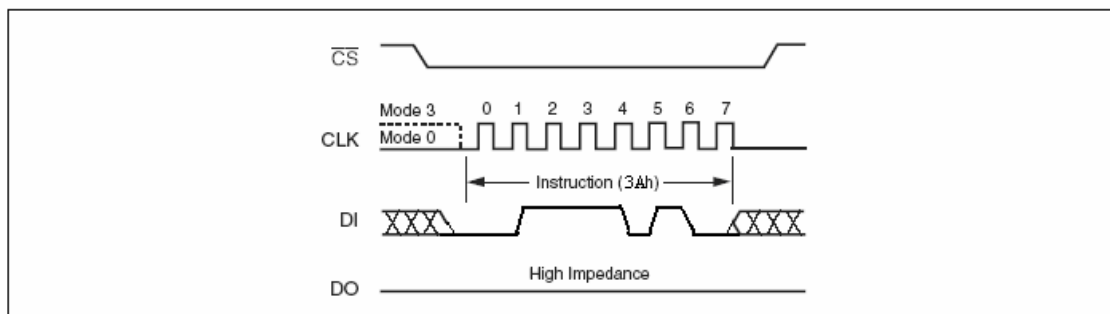 CS
Mode 3
0 1 2 3 4 5 6 7
CLK
Mode 0
Instruction (3Ah)
DI
High Impedance
DO